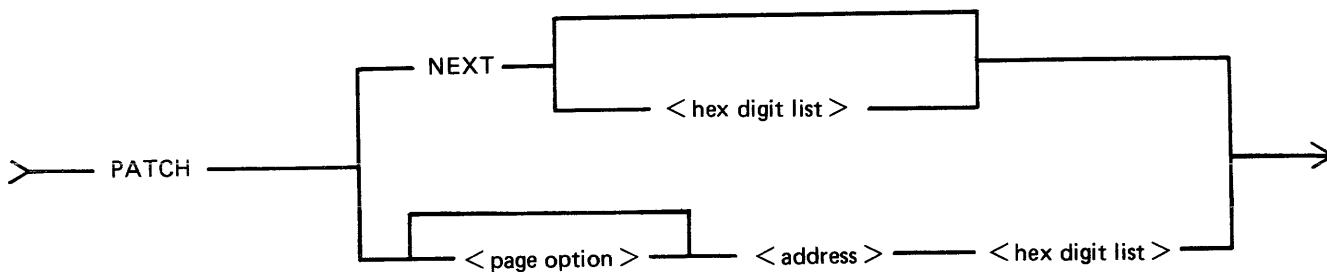 NEXT
< hex digit list >
PATCH
< page option > < address > < hex digit list >